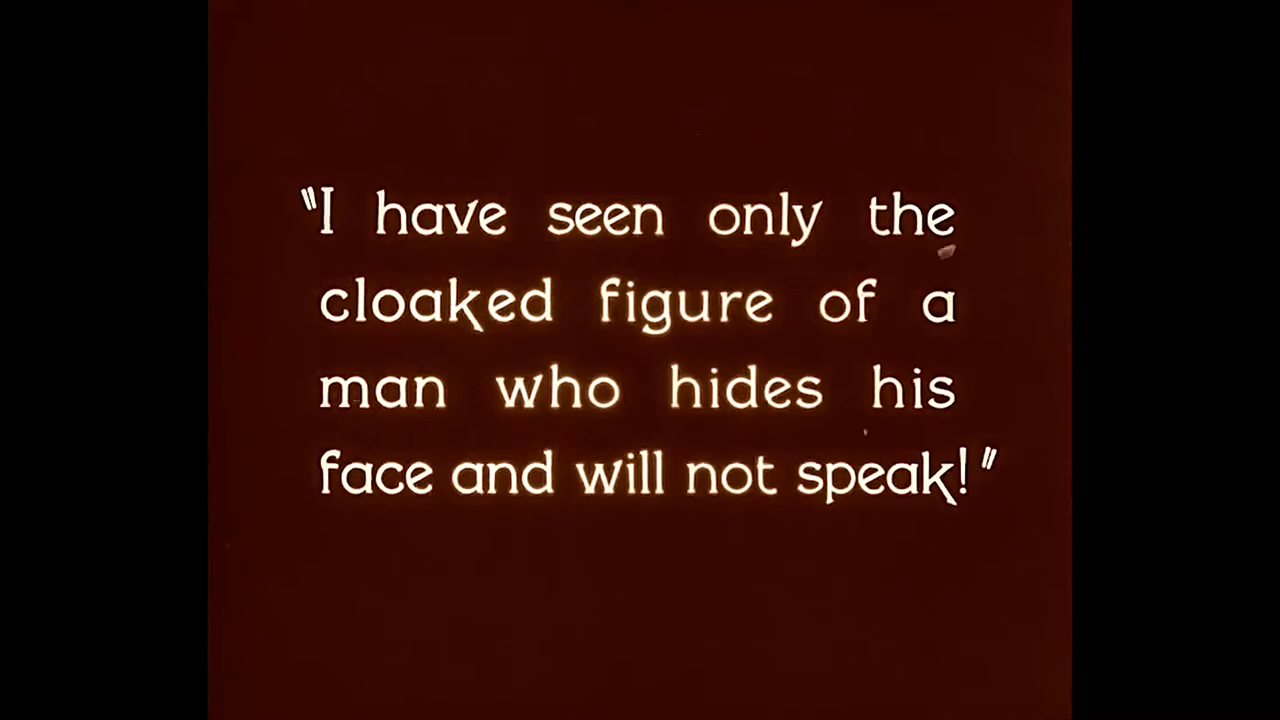 "I have seen only the
cloaked figure of a
man who hides his
face and will not speak!"